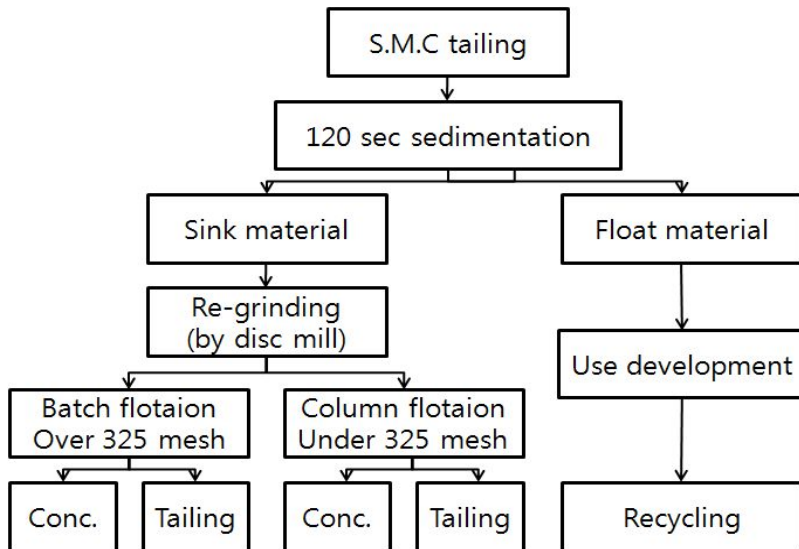 S.M.C tailing
120 sec sedimentation
Sink material
Float material
Re-grinding
(by disc mill)
Use development
Batch flotaion
Over 325 mesh
Column flotaion
Under 325 mesh
Conc.
Tailing
Conc.
Tailing
Recycling